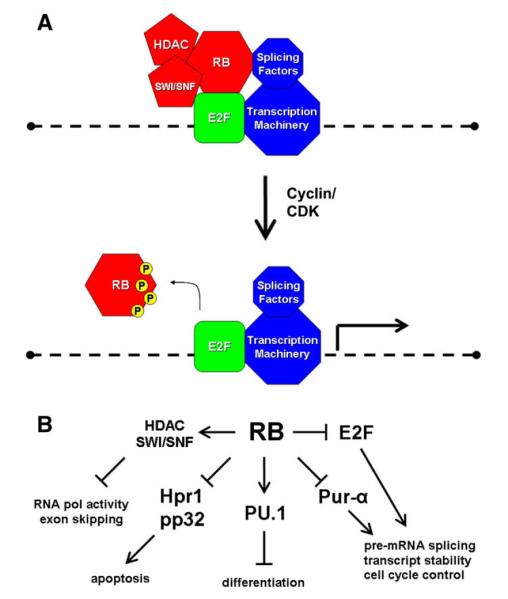 A
HDAC
RB
Splicing
Factors
SWI/SNF
E2F
Transcription
Machinery
Cyclin/
CDK
RB
P
P
P
P
Splicing
Factors
E2F
Transcription
Machinery
B
HDAC
SWI/SNF
RB
E2F
RNA pol activity
exon skipping
Hpr1
pp32
PU.1
Pur-α
apoptosis
differentiation
pre-mRNA splicing
transcript stability
cell cycle control